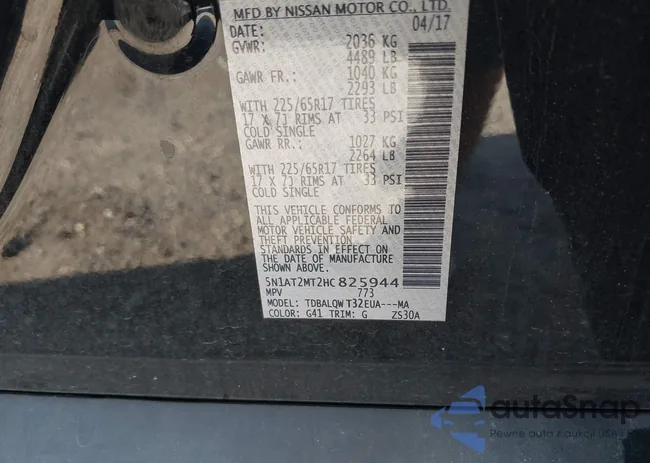 MFD BY NISSAN MOTOR CO., LTD.
DATE: 04/17
GVWR: 2036 KG
4489 LB
GAWR FR.: 1040 KG
2293 LB
WITH 225/65R17 TIRES
17 X 7J RIMS AT 33 PSI
COLD SINGLE
GAWR RR.: 1027 KG
2264 LB
WITH 225/65R17 TIRES
17 X 7J RIMS AT 33 PSI
COLD SINGLE
THIS VEHICLE CONFORMS TO
ALL APPLICABLE FEDERAL
MOTOR VEHICLE SAFETY AND
THEFT PREVENTION
STANDARDS IN EFFECT ON
THE DATE OF MANUFACTURE
SHOWN ABOVE.
5N1AT2MT2HC825944
MPV 773
MODEL: TDBALQW T32EUA---MA
COLOR: G41 TRIM: G ZS30A
autoSnap
Pewne auta z aukcji USA i